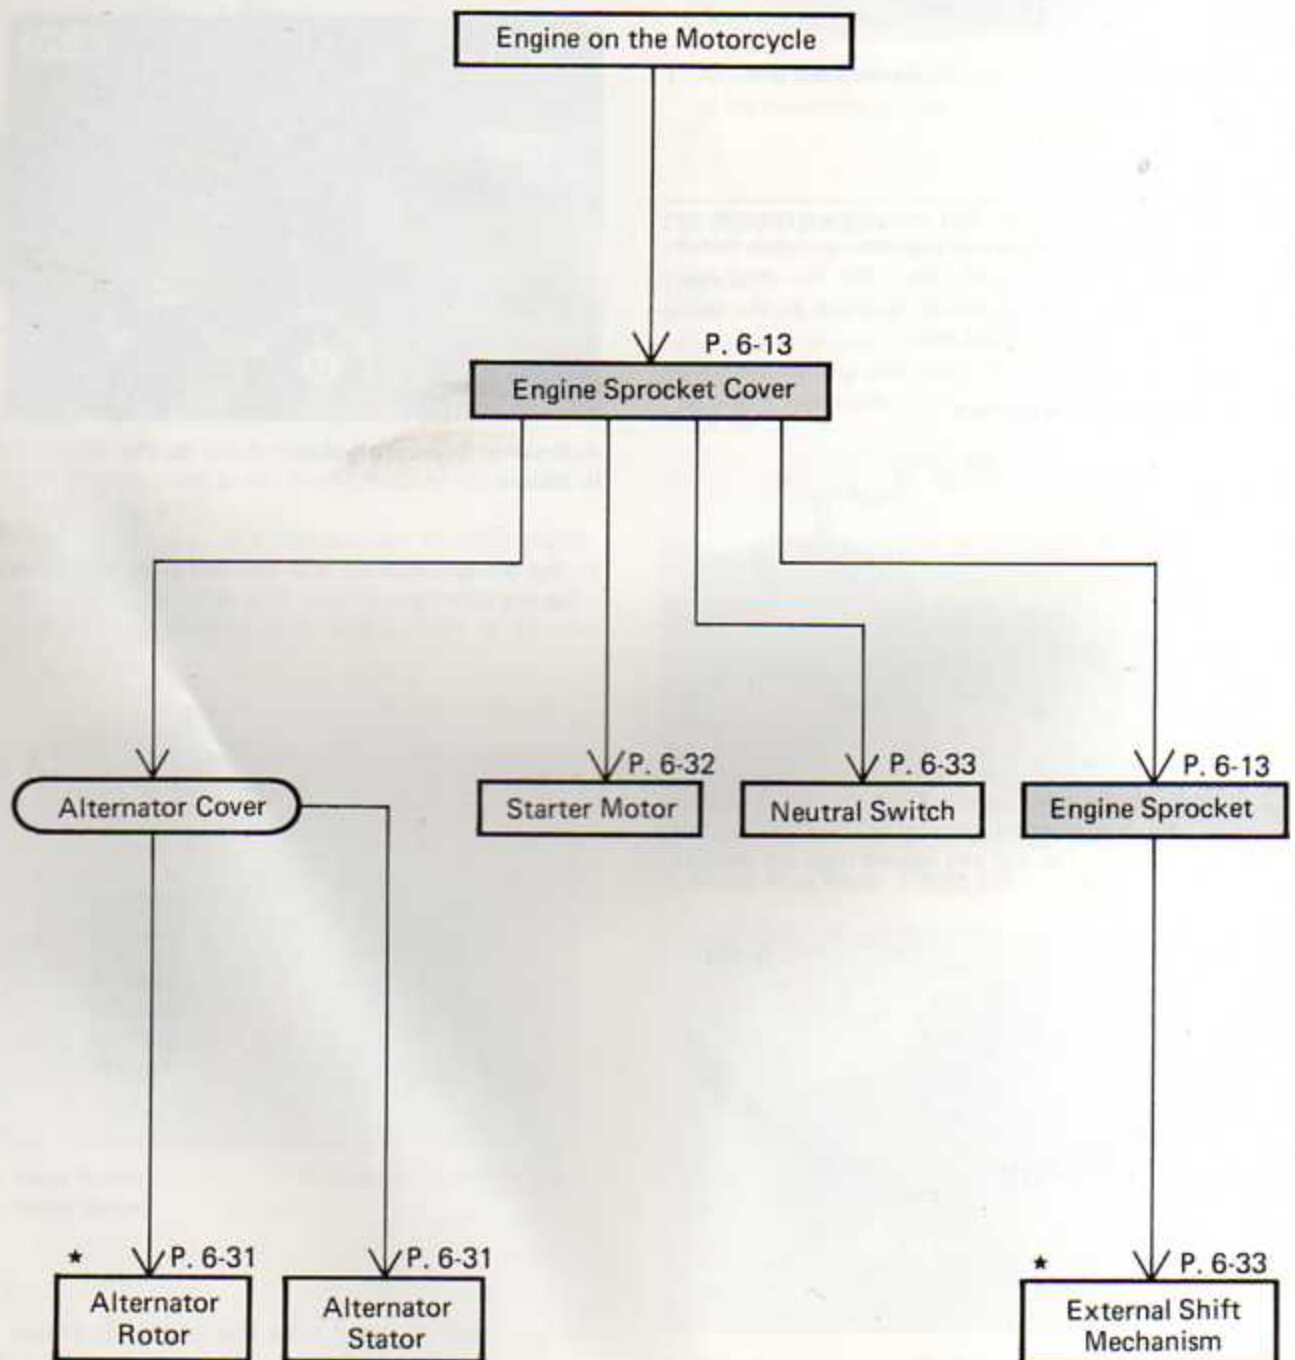 Engine on the Motorcycle
P. 6-13
Engine Sprocket Cover
Alternator Cover
P. 6-32
Starter Motor
P. 6-33
Neutral Switch
P. 6-13
Engine Sprocket
★ P. 6-31
Alternator
Rotor
P. 6-31
Alternator
Stator
★ P. 6-33
External Shift
Mechanism